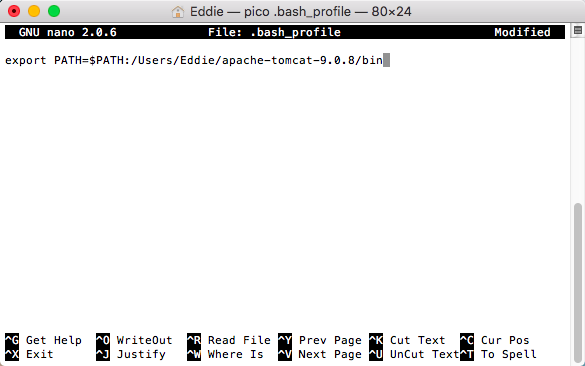 Eddie — pico .bash_profile — 80×24
GNU nano 2.0.6 File: .bash_profile Modified
export PATH=$PATH:/Users/Eddie/apache-tomcat-9.0.8/bin
^G Get Help ^O WriteOut ^R Read File ^Y Prev Page ^K Cut Text ^C Cur Pos
^X Exit ^J Justify ^W Where Is ^V Next Page ^U UnCut Text ^T To Spell